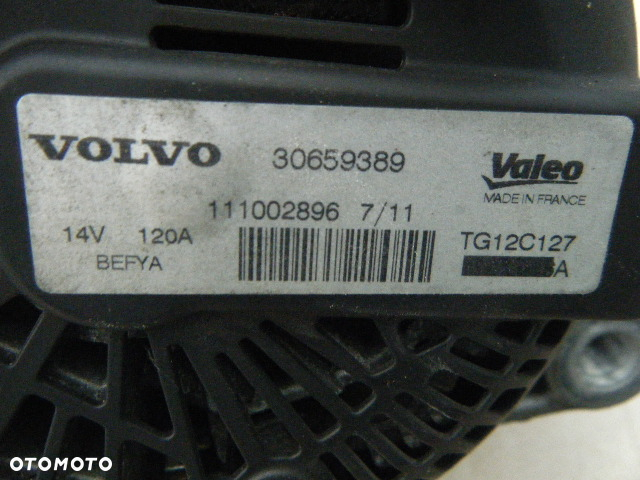 VOLVO 30659389 Valeo
MADE IN FRANCE
111002896 7/11
14V 120A TG12C127
BEFYA A
OTOMOTO